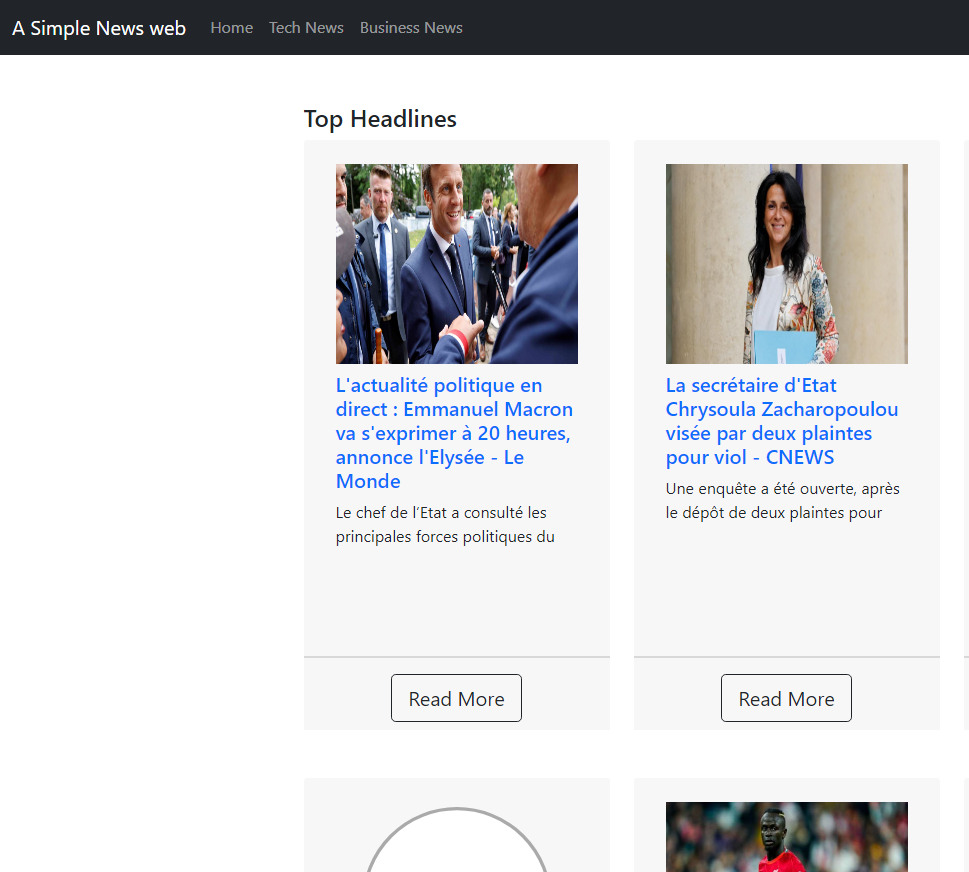 A Simple News web Home Tech News Business News
Top Headlines
L'actualité politique en
direct : Emmanuel Macron
va s'exprimer à 20 heures,
annonce l'Elysée - Le
Monde
Le chef de l’Etat a consulté les
principales forces politiques du
Read More
La secrétaire d'Etat
Chrysoula Zacharopoulou
visée par deux plaintes
pour viol - CNEWS
Une enquête a été ouverte, après
le dépôt de deux plaintes pour
Read More